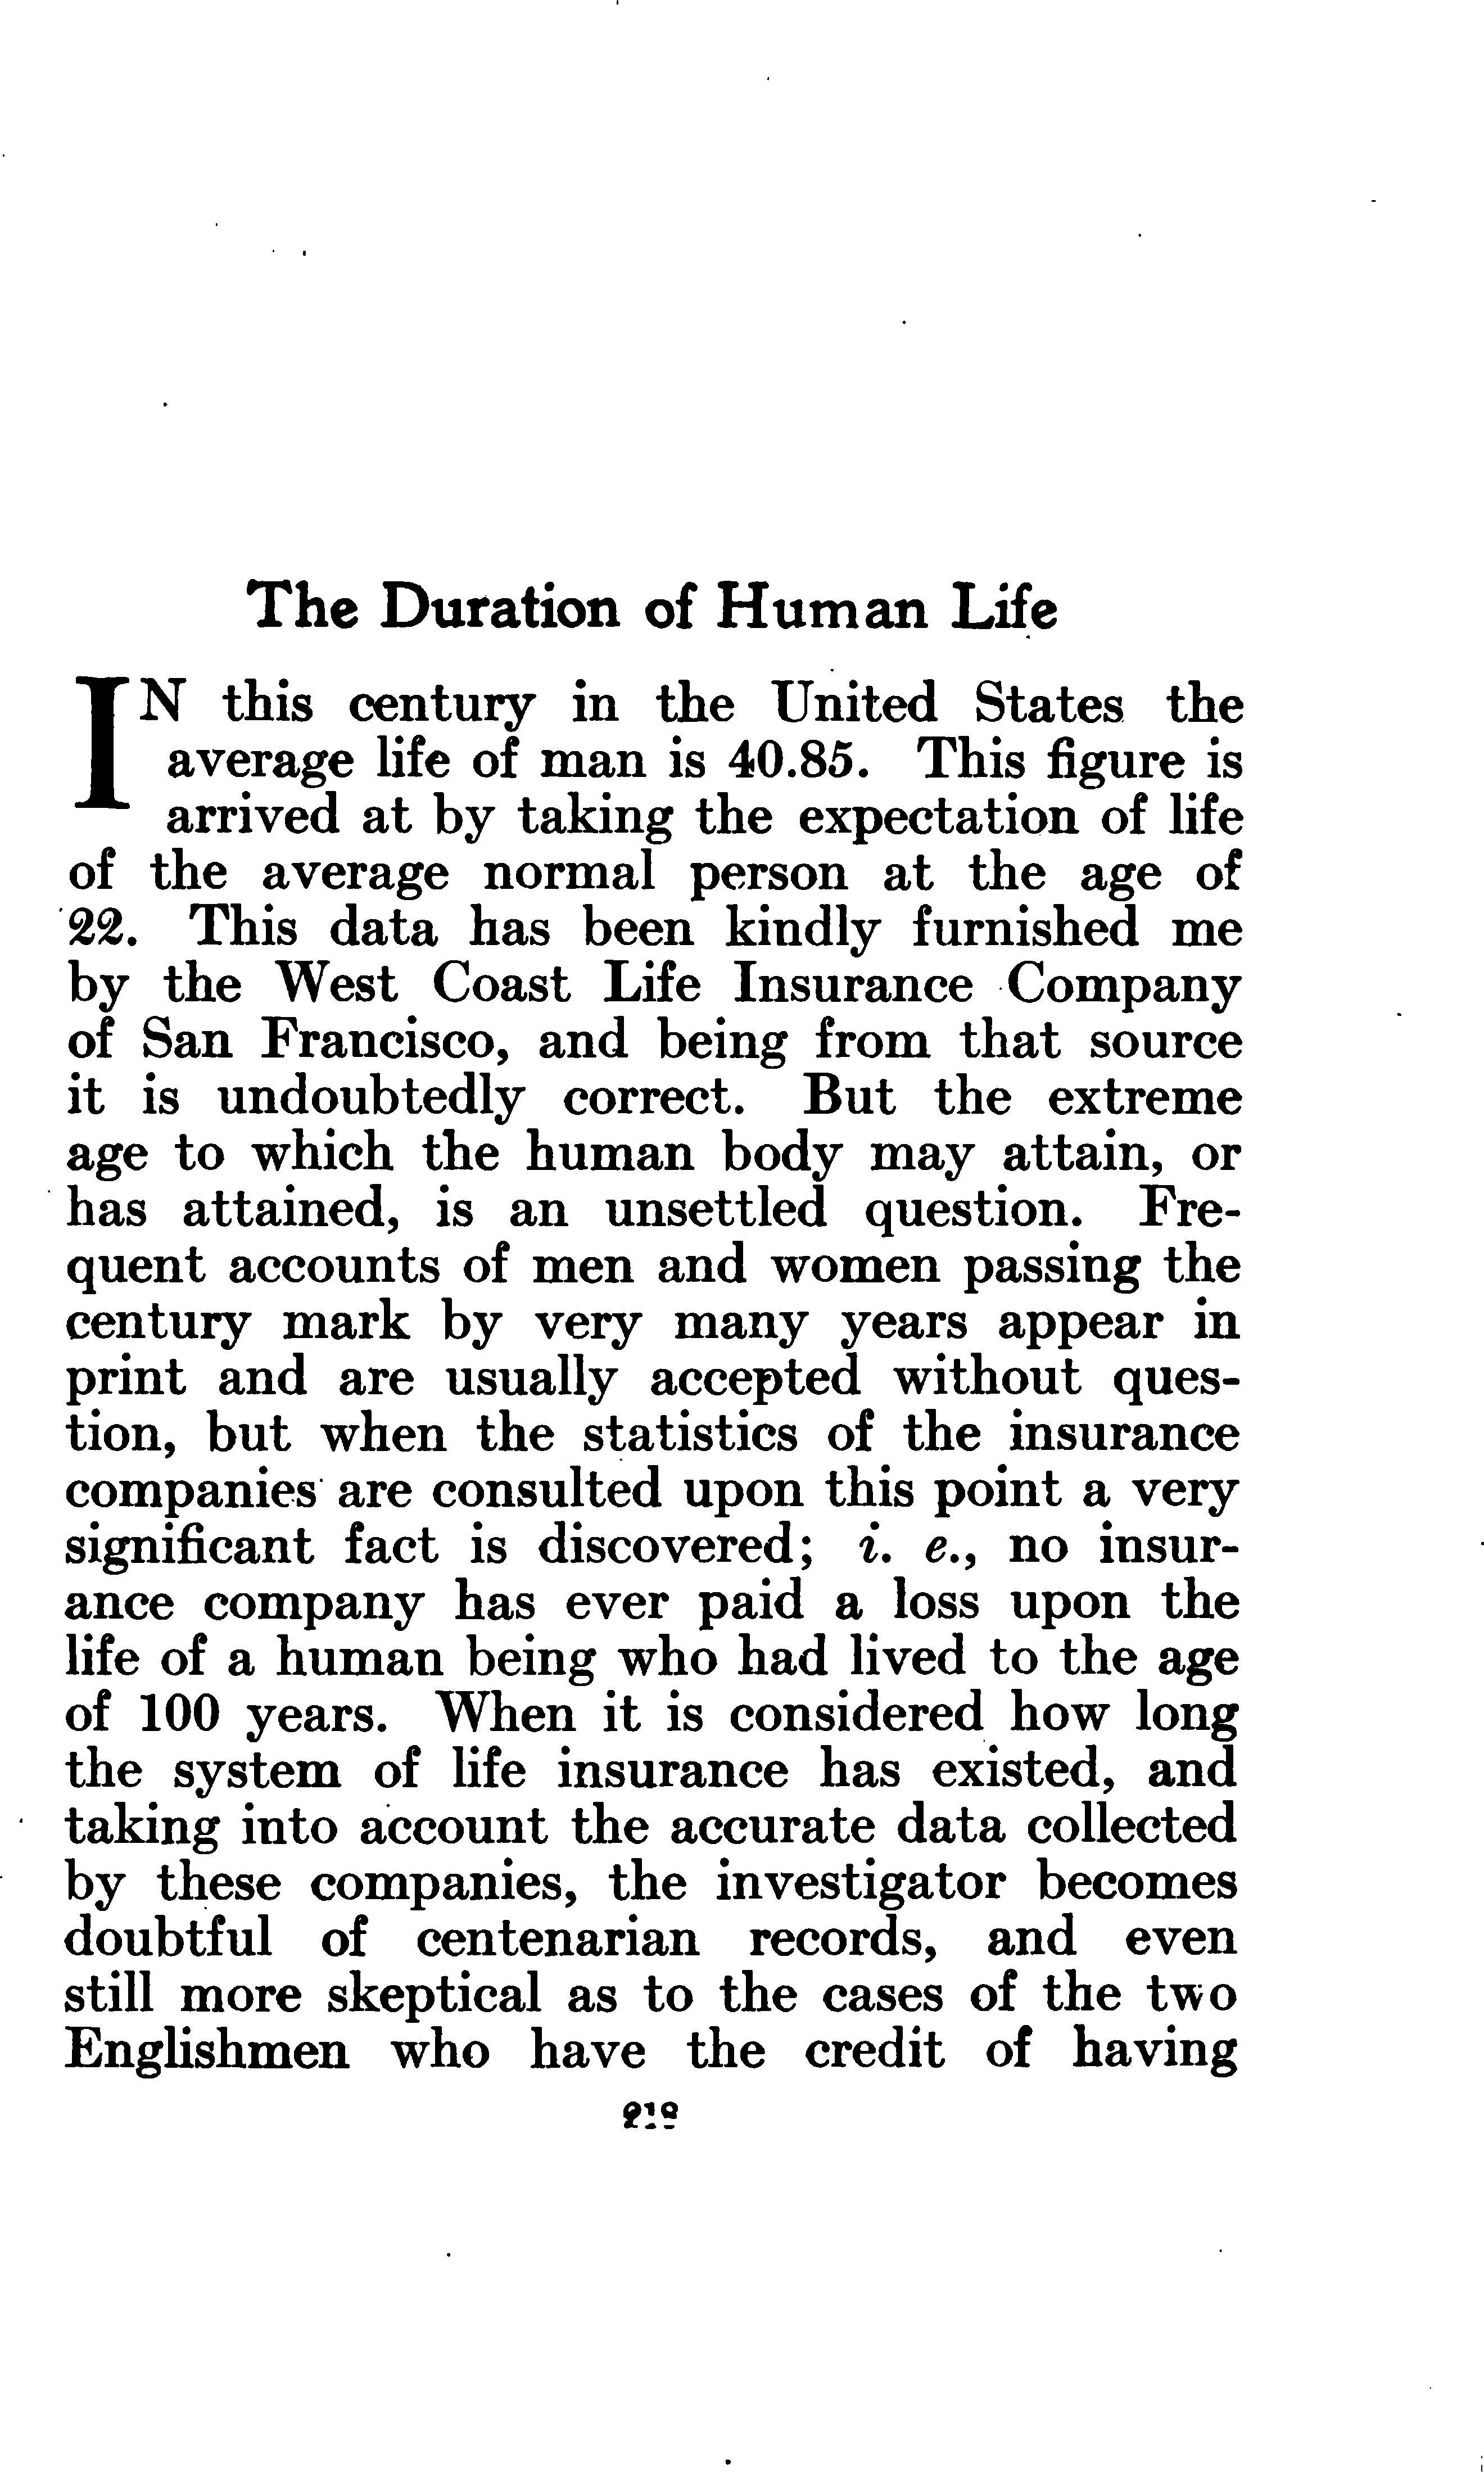 The Duration of Human Life
IN this century in the United States the
average life of man is 40.85. This figure is
arrived at by taking the expectation of life
of the average normal person at the age of
22. This data has been kindly furnished me
by the West Coast Life Insurance Company
of San Francisco, and being from that source
it is undoubtedly correct. But the extreme
age to which the human body may attain, or
has attained, is an unsettled question. Fre-
quent accounts of men and women passing the
century mark by very many years appear in
print and are usually accepted without ques-
tion, but when the statistics of the insurance
companies are consulted upon this point a very
significant fact is discovered; i. e., no insur-
ance company has ever paid a loss upon the
life of a human being who had lived to the age
of 100 years. When it is considered how long
the system of life insurance has existed, and
taking into account the accurate data collected
by these companies, the investigator becomes
doubtful of centenarian records, and even
still more skeptical as to the cases of the two
Englishmen who have the credit of having